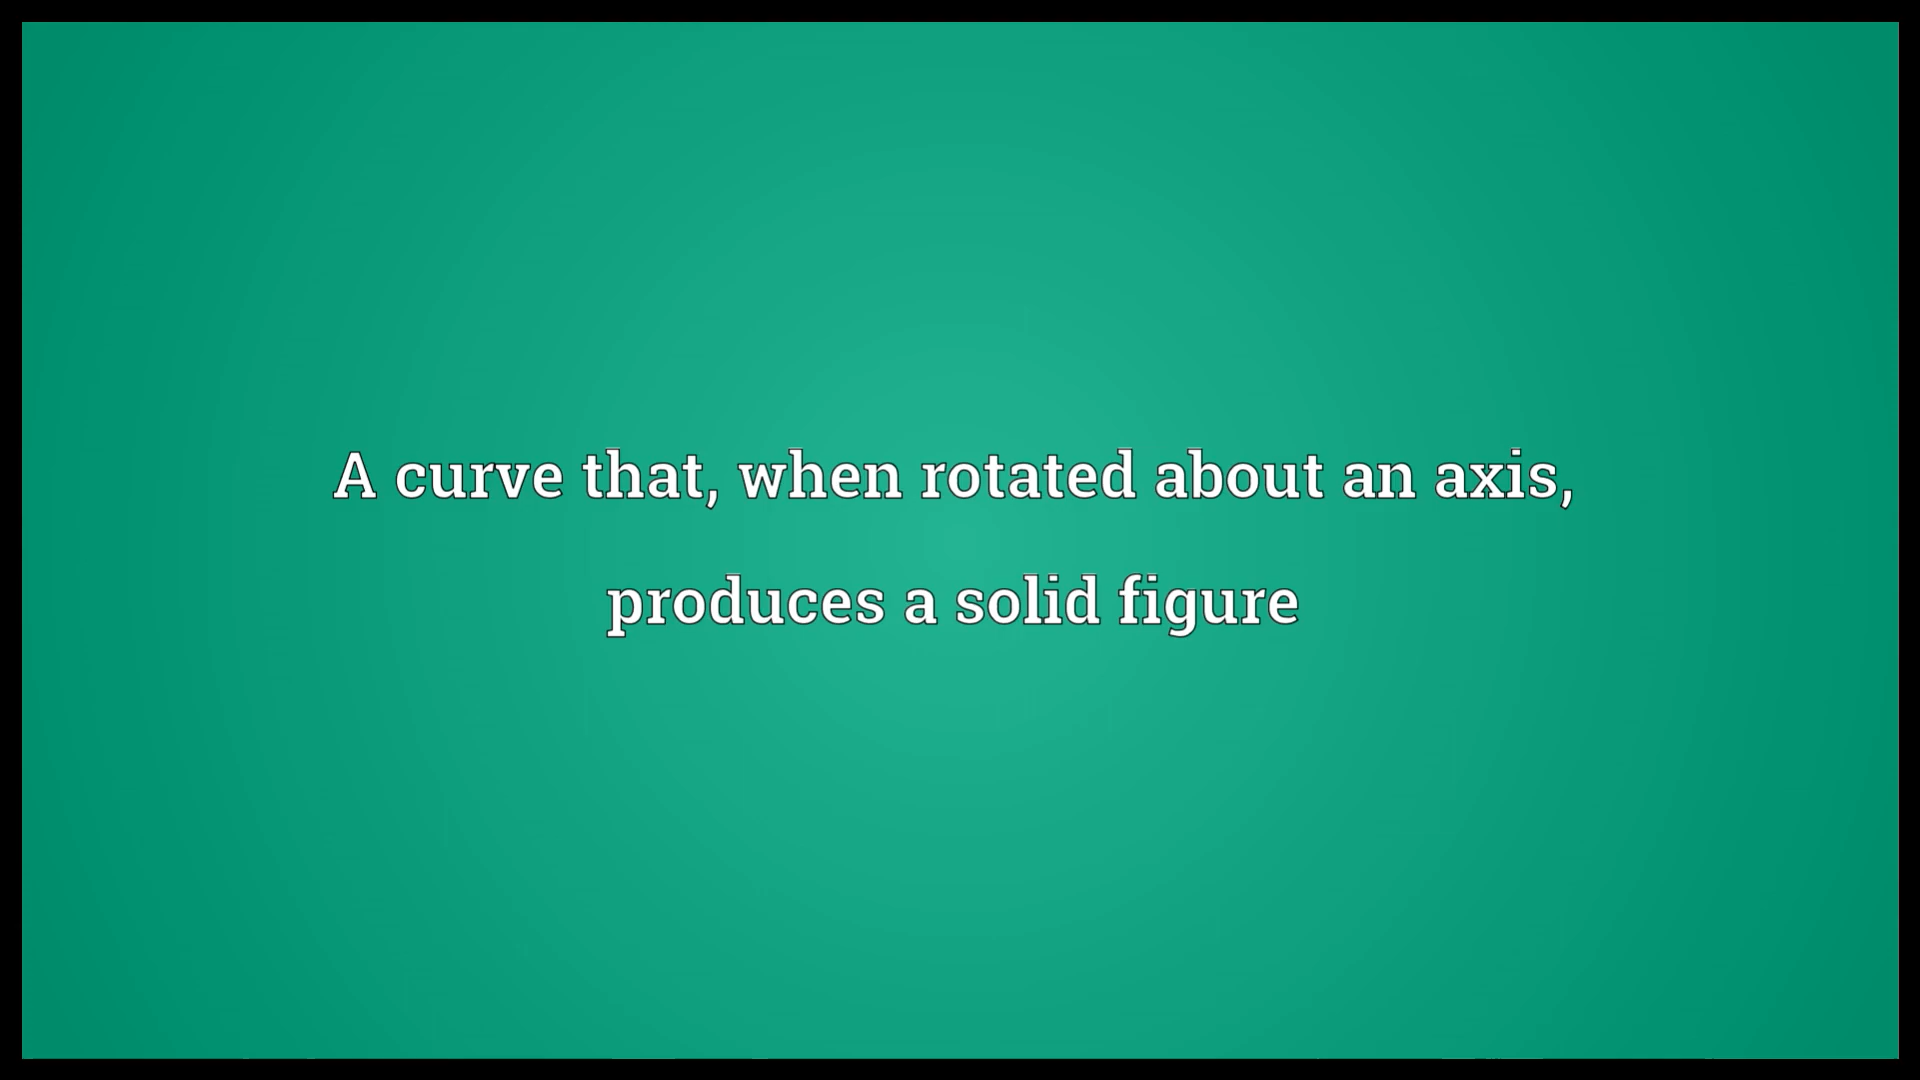 A curve that, when rotated about an axis,
produces a solid figure